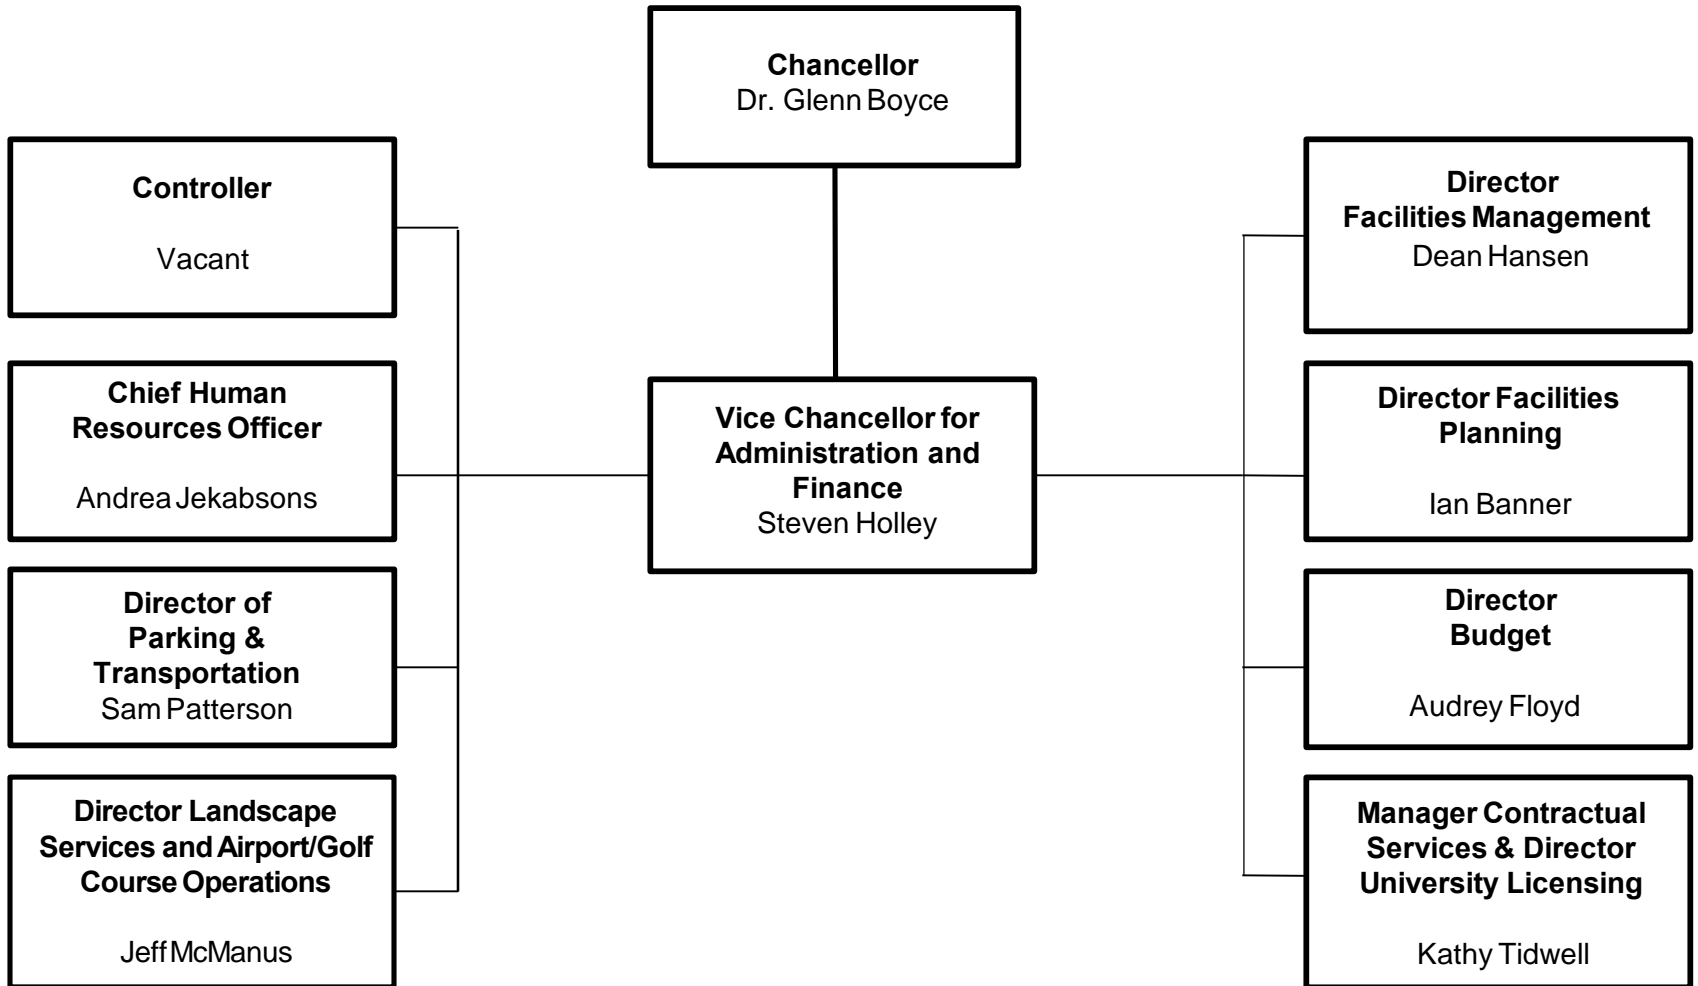 Chancellor
Dr. Glenn Boyce
Controller
Vacant
Director
Facilities Management
Dean Hansen
Chief Human
Resources Officer
Andrea Jekabsons
Vice Chancellor for
Administration and
Finance
Steven Holley
Director Facilities
Planning
Ian Banner
Director of
Parking &
Transportation
Sam Patterson
Director
Budget
Audrey Floyd
Director Landscape
Services and Airport/Golf
Course Operations
Jeff McManus
Manager Contractual
Services & Director
University Licensing
Kathy Tidwell